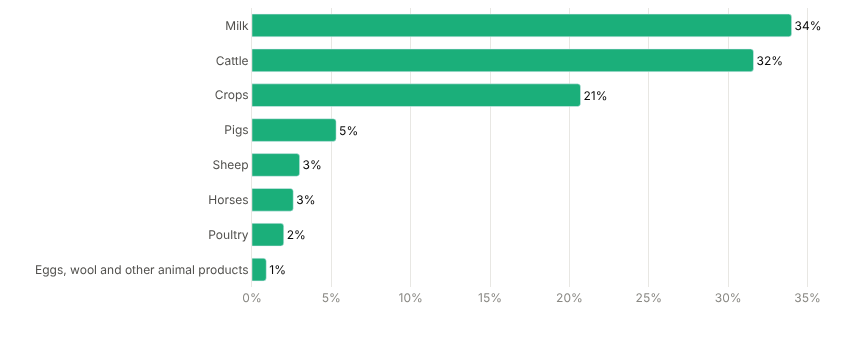 Milk 34%
Cattle 32%
Crops 21%
Pigs 5%
Sheep 3%
Horses 3%
Poultry 2%
Eggs, wool and other animal products 1%
0% 5% 10% 15% 20% 25% 30% 35%